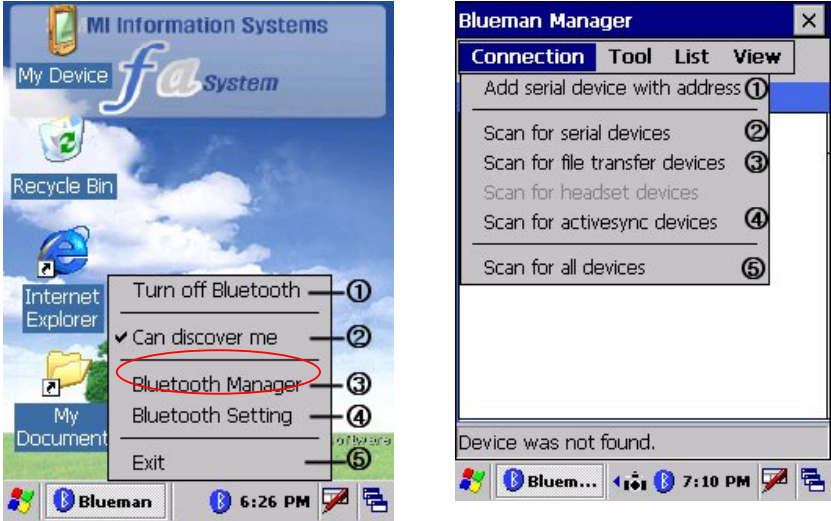 MI Information Systems
My Device
fa System
Recycle Bin
Internet
Explorer
Turn off Bluetooth ①
✓ Can discover me ②
Bluetooth Manager ③
Bluetooth Setting ④
Exit ⑤
My
Document
oftware
Blueman
6:26 PM
Blueman Manager
Connection Tool List View
Add serial device with address ①
Scan for serial devices ②
Scan for file transfer devices ③
Scan for headset devices
Scan for activesync devices ④
Scan for all devices ⑤
Device was not found.
Bluem... 7:10 PM